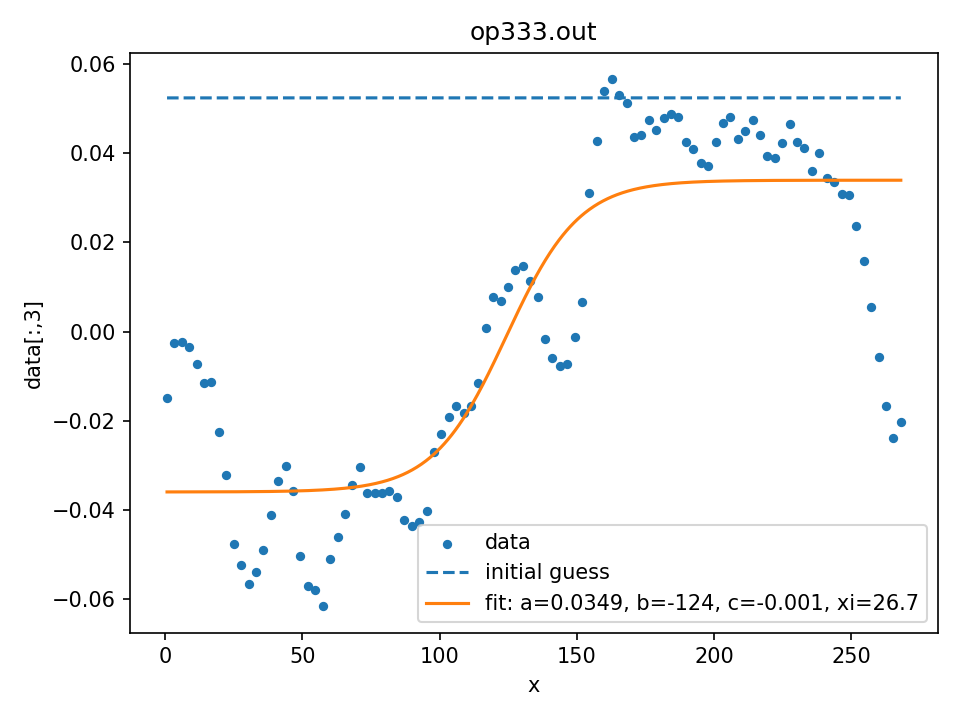 op333.out
0.06
0.04
0.02
0.00
−0.02
−0.04
−0.06
data[:,3]
data
initial guess
fit: a=0.0349, b=-124, c=-0.001, xi=26.7
0
50
100
150
200
250
x